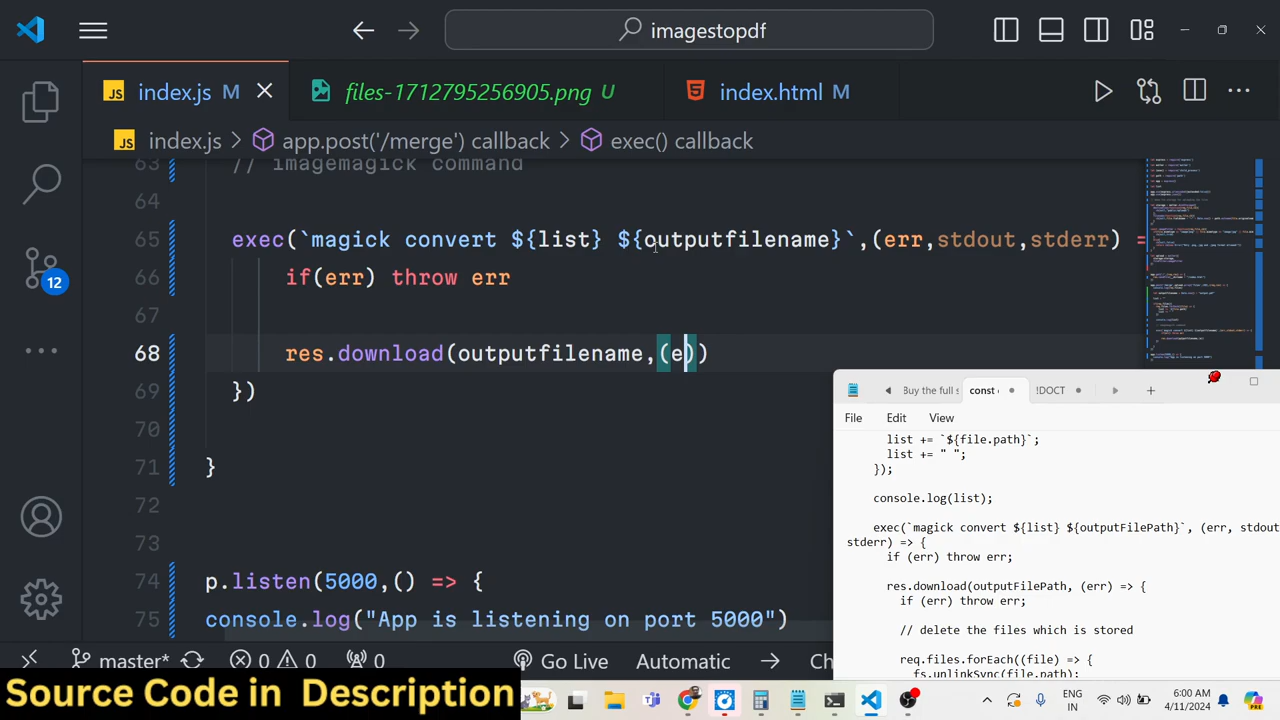 imagestopdf
JS index.js M
files-1712795256905.png U
index.html M
JS index.js > app.post('/merge') callback > exec() callback
63 // imagemagick command
64
65 exec(`magick convert ${list} ${outputfilename}`,(err,stdout,stderr) =
66 if(err) throw err
67
68 res.download(outputfilename,(e))
69 })
70
71 }
72
73
74 p.listen(5000,() => {
75 console.log("App is listening on port 5000")
12
Buy the full s
const
!DOCT
File Edit View
list += `${file.path}`;
list += " ";
});
console.log(list);
exec(`magick convert ${list} ${outputFilePath}`, (err, stdout
stderr) => {
if (err) throw err;
res.download(outputFilePath, (err) => {
if (err) throw err;
// delete the files which is stored
req.files.forEach((file) => {
fs.unlinkSync(file.path);
master* 0 0 0 Go Live Automatic Ch
Source Code in Description
ENG
IN
6:00 AM
4/11/2024